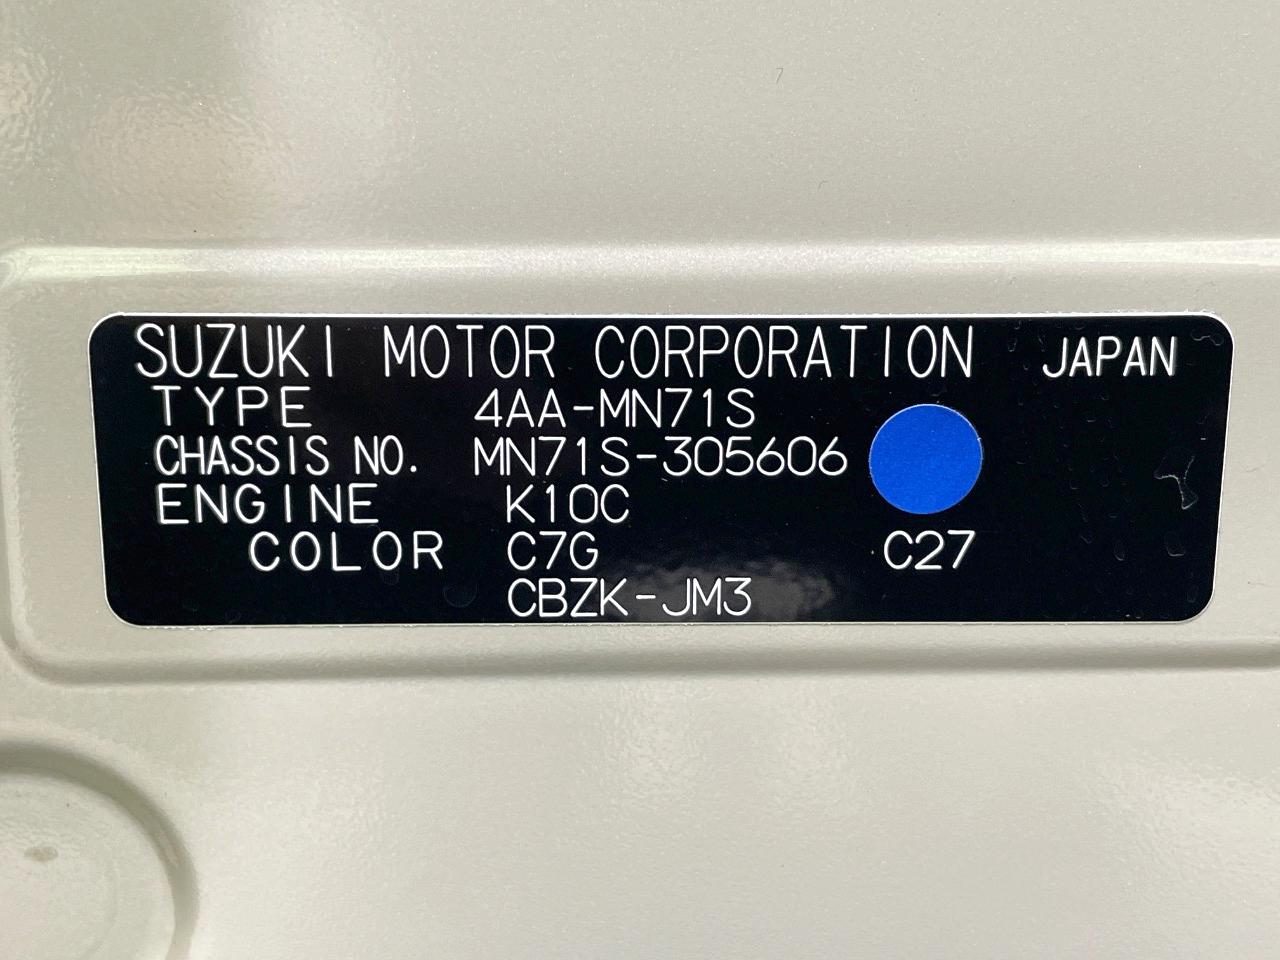 SUZUKI MOTOR CORPORATION JAPAN
TYPE 4AA-MN71S
CHASSIS NO. MN71S-305606
ENGINE K10C
COLOR C7G C27
CBZK-JM3